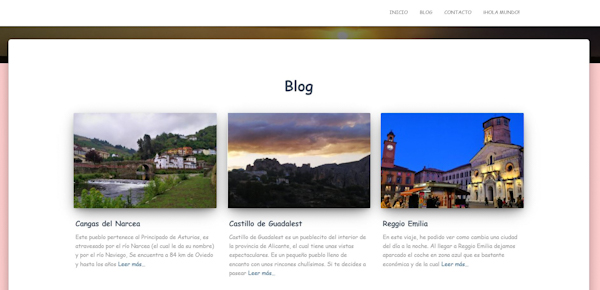 INICIO BLOG CONTACTO ¡HOLA MUNDO!
Blog
Cangas del Narcea
Este pueblo pertenece al Principado de Asturias, es
atravesado por el río Narcea (el cual le da su nombre)
y por el río Naviego. Se encuentra a 84 km de Oviedo
y hasta los años Leer más…
Castillo de Guadalest
Castillo de Guadalest es un pueblecito del interior de
la provincia de Alicante, el cual tiene unas vistas
espectaculares. Es un pequeño pueblo lleno de
encanto con unos rincones chulísimos. Si te decides a
pasear Leer más…
Reggio Emilia
En este viaje, he podido ver como cambia una ciudad
del día a la noche. Al llegar a Reggio Emilia dejamos
aparcado el coche en zona azul que es bastante
económica y de la cual Leer más…